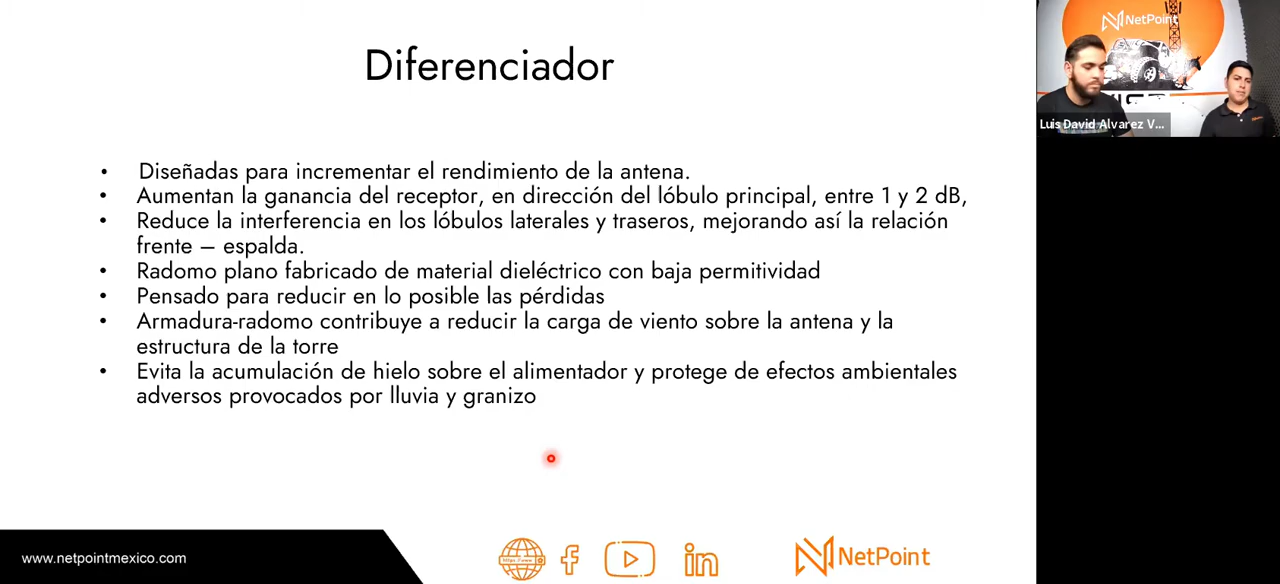 Diferenciador
• Diseñadas para incrementar el rendimiento de la antena.
• Aumentan la ganancia del receptor, en dirección del lóbulo principal, entre 1 y 2 dB,
• Reduce la interferencia en los lóbulos laterales y traseros, mejorando así la relación
frente – espalda.
• Radomo plano fabricado de material dieléctrico con baja permitividad
• Pensado para reducir en lo posible las pérdidas
• Armadura-radomo contribuye a reducir la carga de viento sobre la antena y la
estructura de la torre
• Evita la acumulación de hielo sobre el alimentador y protege de efectos ambientales
adversos provocados por lluvia y granizo
www.netpointmexico.com
NetPoint
NetPoint
Luis David Alvarez V...